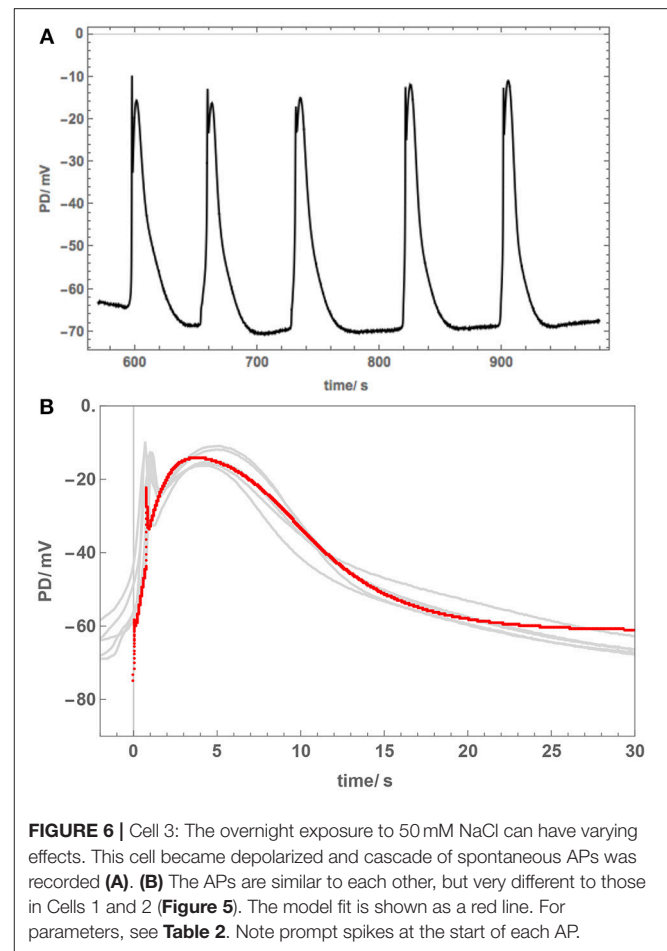 A
0
−10
−20
−30
−40
−50
−60
−70
PD/ mV
600 700 800 900
time/ s
B
0.
−20
−40
−60
−80
PD/ mV
0 5 10 15 20 25 30
time/ s
FIGURE 6 | Cell 3: The overnight exposure to 50 mM NaCl can have varying
effects. This cell became depolarized and cascade of spontaneous APs was
recorded (A). (B) The APs are similar to each other, but very different to those
in Cells 1 and 2 (Figure 5). The model fit is shown as a red line. For
parameters, see Table 2. Note prompt spikes at the start of each AP.